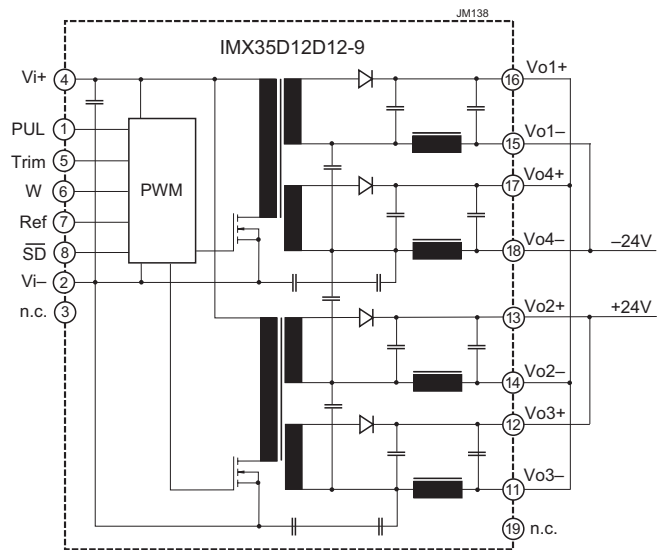 JM138
IMX35D12D12-9
Vi+ 4
PUL 1
Trim 5
W 6
Ref 7
SD 8
Vi– 2
n.c. 3
PWM
16 Vo1+
15 Vo1–
17 Vo4+
18 Vo4–
–24V
13 Vo2+
+24V
14 Vo2–
12 Vo3+
11 Vo3–
19 n.c.